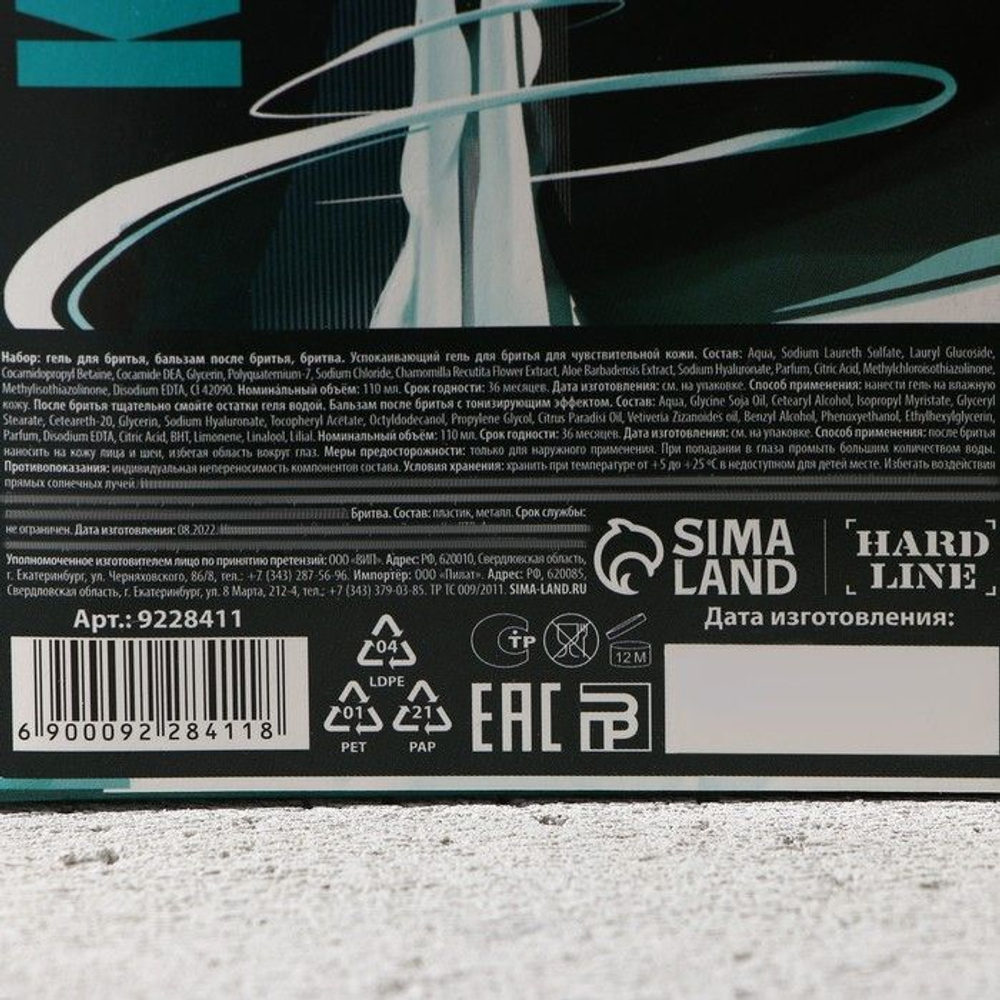 Набор: гель для бритья, бальзам после бритья, бритва. Успокаивающий гель для бритья для чувствительной кожи. Состав: Aqua, Sodium Laureth Sulfate, Lauryl Glucoside,
Cocamidopropyl Betaine, Cocamide DEA, Glycerin, Polyquaternium-7, Sodium Chloride, Chamomilla Recutita Flower Extract, Aloe Barbadensis Extract, Sodium Hyaluronate, Parfum, Citric Acid, Methylchloroisothiazolinone,
Methylisothiazolinone, Disodium EDTA, CI 42090. Номинальный объём: 110 мл. Срок годности: 36 месяцев. Дата изготовления: см. на упаковке. Способ применения: нанести гель на влажную
кожу. После бритья тщательно смойте остатки геля водой. Бальзам после бритья с тонизирующим эффектом. Состав: Aqua, Glycine Soja Oil, Cetearyl Alcohol, Isopropyl Myristate, Glyceryl
Stearate, Ceteareth-20, Glycerin, Sodium Hyaluronate, Tocopheryl Acetate, Octyldodecanol, Propylene Glycol, Citrus Paradisi Oil, Vetiveria Zizanoides oil, Benzyl Alcohol, Phenoxyethanol, Ethylhexylglycerin,
Parfum, Disodium EDTA, Citric Acid, BHT, Limonene, Linalool, Lilial. Номинальный объём: 110 мл. Срок годности: 36 месяцев. Дата изготовления: см. на упаковке. Способ применения: после бритья
наносить на кожу лица и шеи, избегая область вокруг глаз. Меры предосторожности: только для наружного применения. При попадании в глаза промыть большим количеством воды.
Противопоказания: индивидуальная непереносимость компонентов состава. Условия хранения: хранить при температуре от +5 до +25 °С в недоступном для детей месте. Избегать воздействия
прямых солнечных лучей.
Бритва. Состав: пластик, металл. Срок службы:
не ограничен. Дата изготовления: 08.2022.
Уполномоченное изготовителем лицо по принятию претензий: ООО «ВИП». Адрес: РФ, 620010, Свердловская область,
г. Екатеринбург, ул. Черняховского, 86/8, тел.: +7 (343) 287-56-96. Импортёр: ООО «Пилат». Адрес: РФ, 620085,
Свердловская область, г. Екатеринбург, ул. 8 Марта, 212-4, тел.: +7 (343) 379-03-85. ТР ТС 009/2011. SIMA-LAND.RU
SIMA
LAND
HARD
LINE
Арт.: 9228411
Дата изготовления:
6 900092 284118
04
LDPE
01
PET
21
PAP
СТР
12 M
EAC